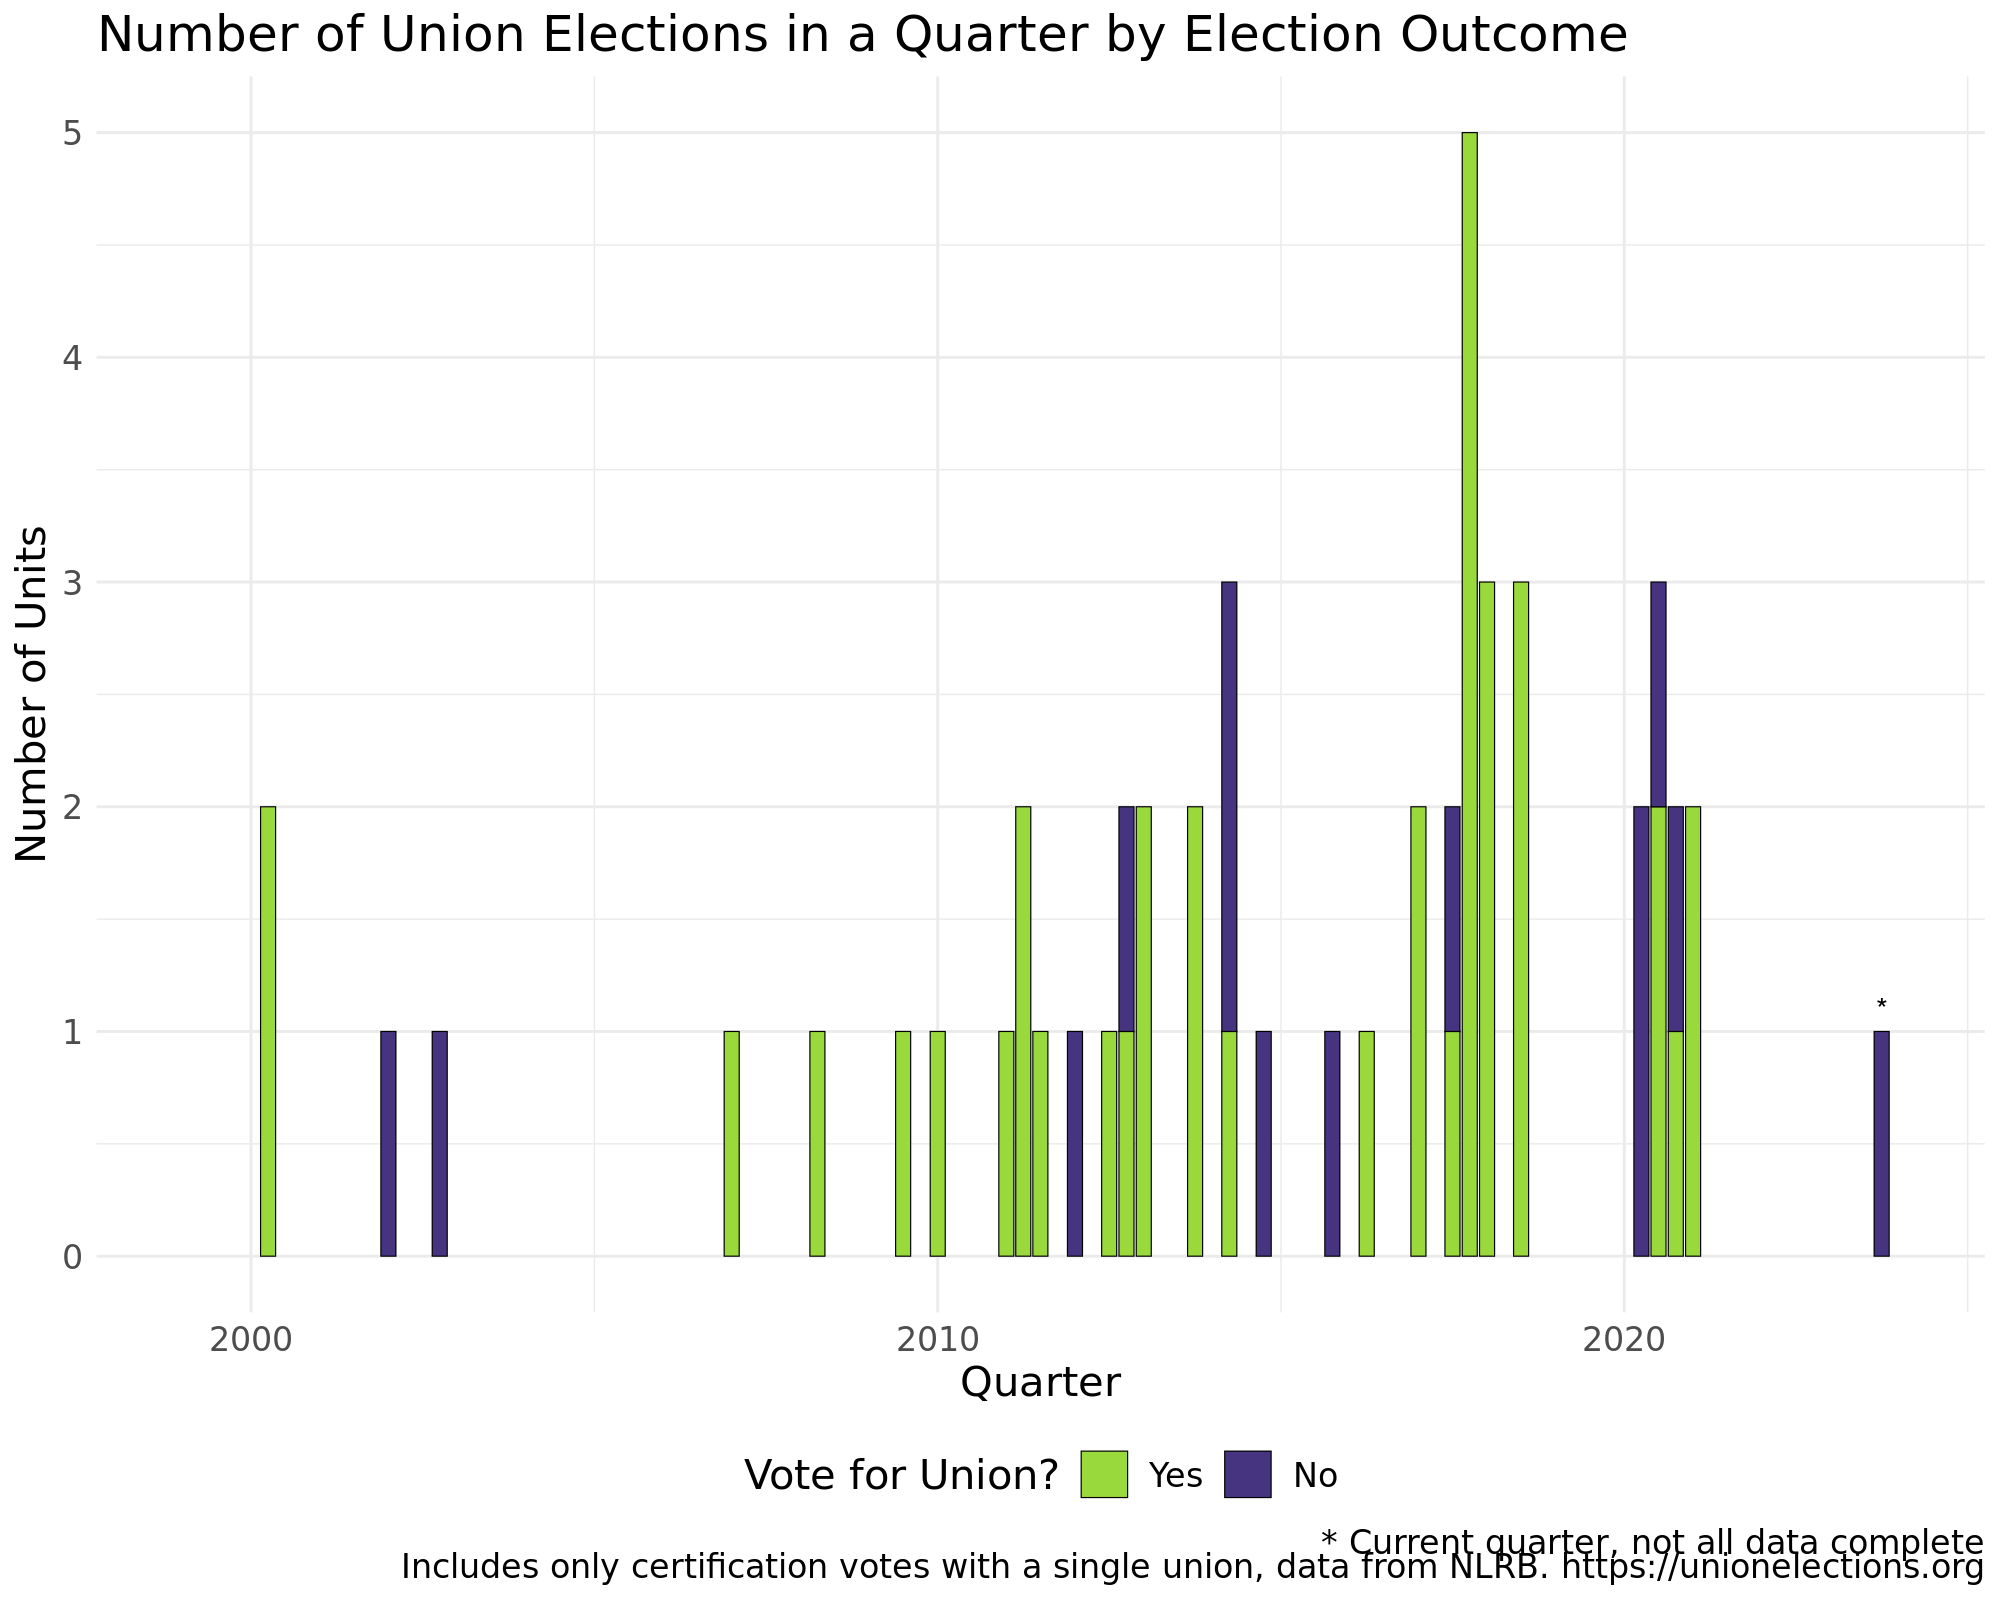 Number of Union Elections in a Quarter by Election Outcome
5
4
3
2
1
0
Number of Units
*
2000 2010 2020
Quarter
Vote for Union? Yes No
* Current quarter, not all data complete
Includes only certification votes with a single union, data from NLRB. https://unionelections.org